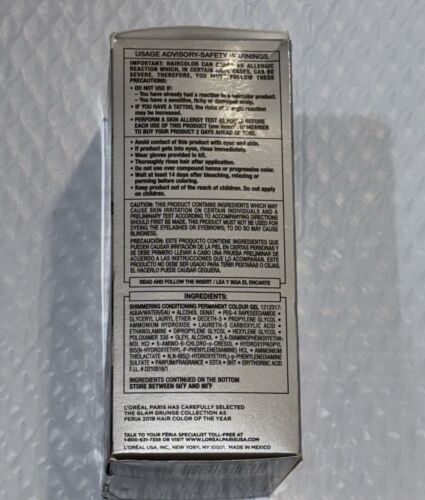 USAGE ADVISORY-SAFETY WARNINGS
IMPORTANT: HAIRCOLOR CAN CAUSE AN ALLERGIC
REACTION WHICH, IN CERTAIN RARE CASES, CAN BE
SEVERE. THEREFORE, YOU MUST FOLLOW THESE
PRECAUTIONS:
• DO NOT USE IF:
– You have already had a reaction to a haircolor product.
– You have a sensitive, itchy or damaged scalp.
• IF YOU HAVE A TATTOO, the risks of allergic reaction
may be increased.
• PERFORM A SKIN ALLERGY TEST 48 HOURS BEFORE
EACH USE OF THIS PRODUCT (see insert). REMEMBER
TO BUY YOUR PRODUCT 2 DAYS AHEAD OF TIME.
• Avoid contact of this product with eyes and skin.
• If product gets into eyes, rinse immediately.
• Wear gloves provided in kit.
• Thoroughly rinse hair after application.
• Do not use over compound henna or progressive color.
• Wait at least 14 days after bleaching, relaxing or
perming before coloring.
• Keep product out of the reach of children. Do not apply
on children.
CAUTION: THIS PRODUCT CONTAINS INGREDIENTS WHICH MAY
CAUSE SKIN IRRITATION ON CERTAIN INDIVIDUALS AND A
PRELIMINARY TEST ACCORDING TO ACCOMPANYING DIRECTIONS
SHOULD FIRST BE MADE. THIS PRODUCT MUST NOT BE USED FOR
DYEING THE EYELASHES OR EYEBROWS; TO DO SO MAY CAUSE
BLINDNESS.
PRECAUCIÓN: ESTE PRODUCTO CONTIENE INGREDIENTES QUE
PUEDEN CAUSAR IRRITACIÓN DE LA PIEL EN CIERTAS PERSONAS Y
SE DEBE PRIMERO LLEVAR A CABO UNA PRUEBA PRELIMINAR DE
ACUERDO A LAS INSTRUCCIONES QUE LO ACOMPAÑAN. ESTE
PRODUCTO NO DEBE SER USADO PARA TEÑIR PESTAÑAS O CEJAS.
EL HACERLO PUEDE CAUSAR CEGUERA.
READ AND FOLLOW THE INSERT / LEA Y SIGA EL ENCARTE
INGREDIENTS:
SHIMMERING CONDITIONING PERMANENT COLOUR GEL
AQUA/WATER/EAU • ALCOHOL DENAT. • PEG-4 RAPESEEDAMIDE
• GLYCERYL LAURYL ETHER • DECETH-3 • PROPYLENE GLYCOL •
AMMONIUM HYDROXIDE • LAURETH-5 CARBOXYLIC ACID •
ETHANOLAMINE • DIPROPYLENE GLYCOL • HEXYLENE GLYCOL •
POLOXAMER 338 • OLEYL ALCOHOL • 2,4-DIAMINOPHENOXYETHA-
NOL HCl • 5-AMINO-6-CHLORO-o-CRESOL • HYDROXYPROPYL
BIS(N-HYDROXYETHYL-P-PHENYLENEDIAMINE) HCL • AMMONIUM
THIOLACTATE • N,N-BIS(2-HYDROXYETHYL)-p-PHENYLENEDIAMINE
SULFATE • PARFUM/FRAGRANCE • EDTA • BHT • ERYTHORBIC ACID
F.I.L. #
INGREDIENTS CONTINUED ON THE BOTTOM
STORE BETWEEN 50°F AND 80°F
L'ORÉAL PARIS HAS CAREFULLY SELECTED
THE GLAM GRUNGE COLLECTION AS
FERIA 2018 HAIR COLOR OF THE YEAR
TALK TO YOUR FÉRIA SPECIALIST TOLL-FREE AT
1-800-631-7358 OR VISIT WWW.LOREALPARISUSA.COM
L'ORÉAL USA, INC., NEW YORK, NY 10001. MADE IN MEXICO